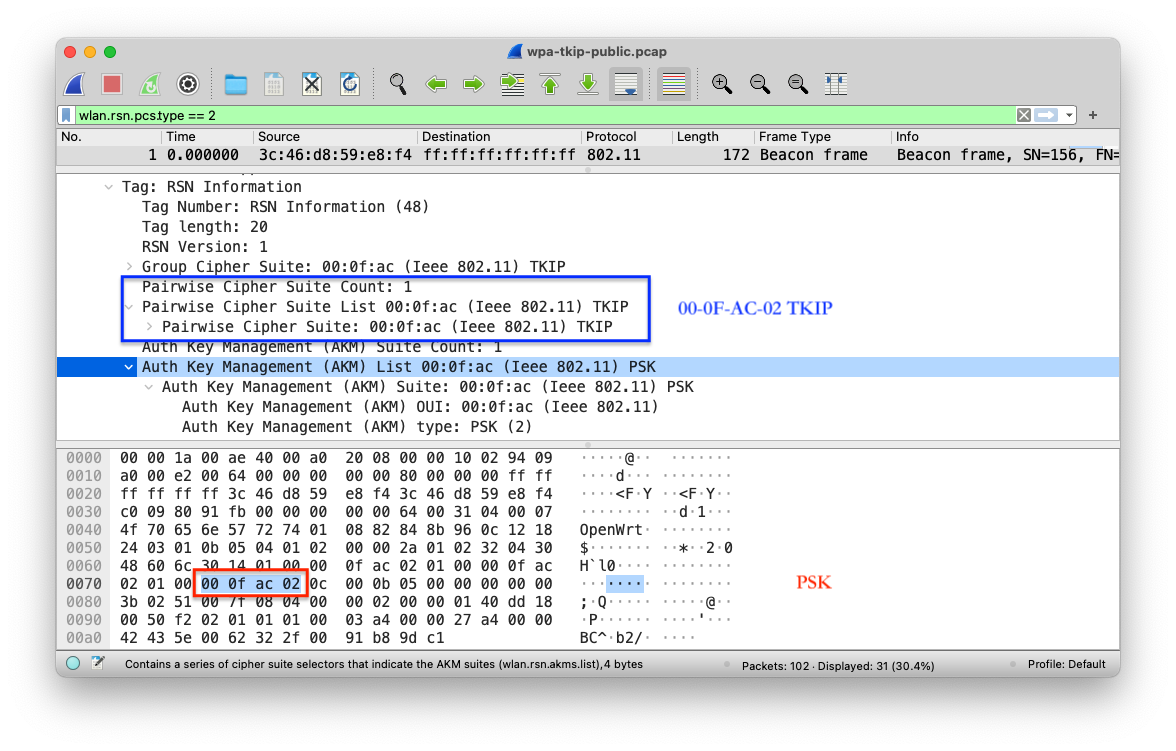 wpa-tkip-public.pcap
wlan.rsn.pcs.type == 2
No. Time Source Destination Protocol Length Frame Type Info
1 0.000000 3c:46:d8:59:e8:f4 ff:ff:ff:ff:ff:ff 802.11 172 Beacon frame Beacon frame, SN=156, FN=
Tag: RSN Information
Tag Number: RSN Information (48)
Tag length: 20
RSN Version: 1
Group Cipher Suite: 00:0f:ac (Ieee 802.11) TKIP
Pairwise Cipher Suite Count: 1
Pairwise Cipher Suite List 00:0f:ac (Ieee 802.11) TKIP
00-0F-AC-02 TKIP
Pairwise Cipher Suite: 00:0f:ac (Ieee 802.11) TKIP
Auth Key Management (AKM) Suite Count: 1
Auth Key Management (AKM) List 00:0f:ac (Ieee 802.11) PSK
Auth Key Management (AKM) Suite: 00:0f:ac (Ieee 802.11) PSK
Auth Key Management (AKM) OUI: 00:0f:ac (Ieee 802.11)
Auth Key Management (AKM) type: PSK (2)
0000 00 00 1a 00 ae 40 00 a0 20 08 00 00 10 02 94 09 ·····@·· ········
0010 a0 00 e2 00 64 00 00 00 00 00 80 00 00 00 ff ff ····d··· ········
0020 ff ff ff ff 3c 46 d8 59 e8 f4 3c 46 d8 59 e8 f4 ····<F·Y ··<F·Y··
0030 c0 09 80 91 fb 00 00 00 00 00 64 00 31 04 00 07 ········ ··d·1···
0040 4f 70 65 6e 57 72 74 01 08 82 84 8b 96 0c 12 18 OpenWrt· ········
0050 24 03 01 0b 05 04 01 02 00 00 2a 01 02 32 04 30 $······· ··*··2·0
0060 48 60 6c 30 14 01 00 00 0f ac 02 01 00 00 0f ac H`l0···· ········
0070 02 01 00 00 0f ac 02 0c 00 0b 05 00 00 00 00 00 ········ ········
PSK
0080 3b 02 51 00 7f 08 04 00 00 02 00 00 01 40 dd 18 ;·Q····· ·····@··
0090 00 50 f2 02 01 01 01 00 03 a4 00 00 27 a4 00 00 ·P······ ····'···
00a0 42 43 5e 00 62 32 2f 00 91 b8 9d c1 BC^·b2/· ····
Contains a series of cipher suite selectors that indicate the AKM suites (wlan.rsn.akms.list), 4 bytes
Packets: 102 · Displayed: 31 (30.4%)
Profile: Default